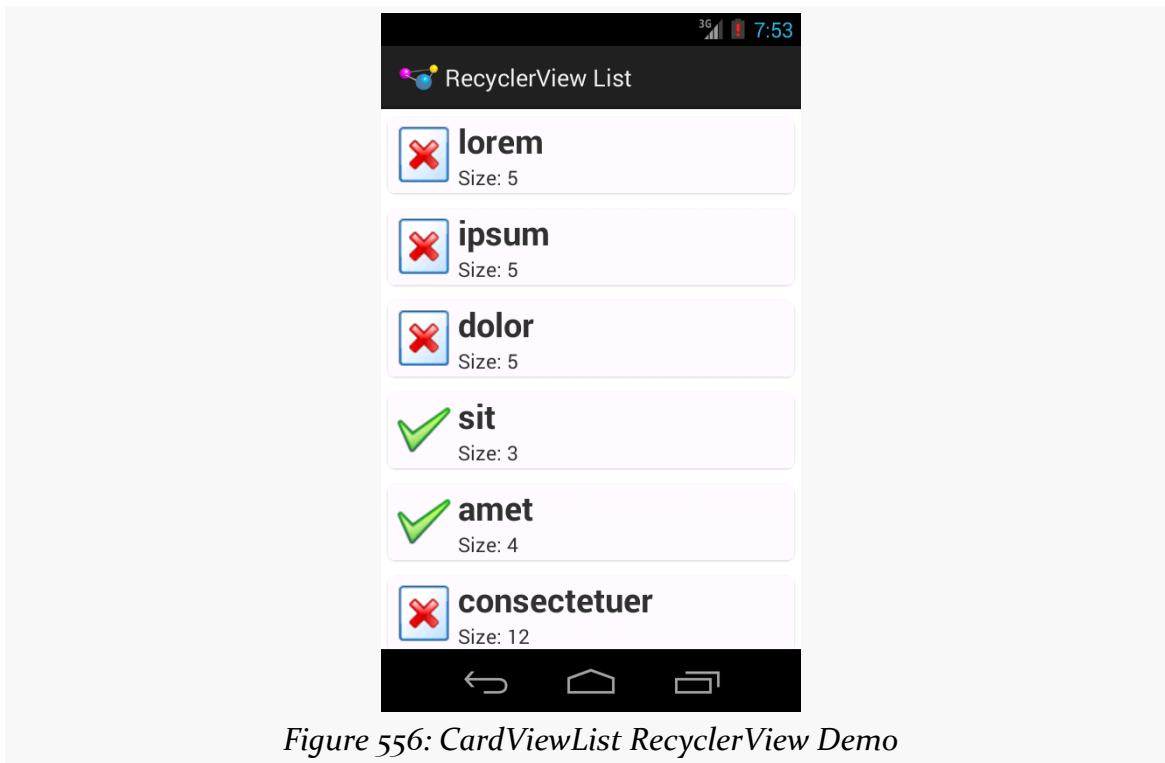 3G 7:53
RecyclerView List
lorem
Size: 5
ipsum
Size: 5
dolor
Size: 5
sit
Size: 3
amet
Size: 4
consectetuer
Size: 12
Figure 556: CardViewList RecyclerView Demo